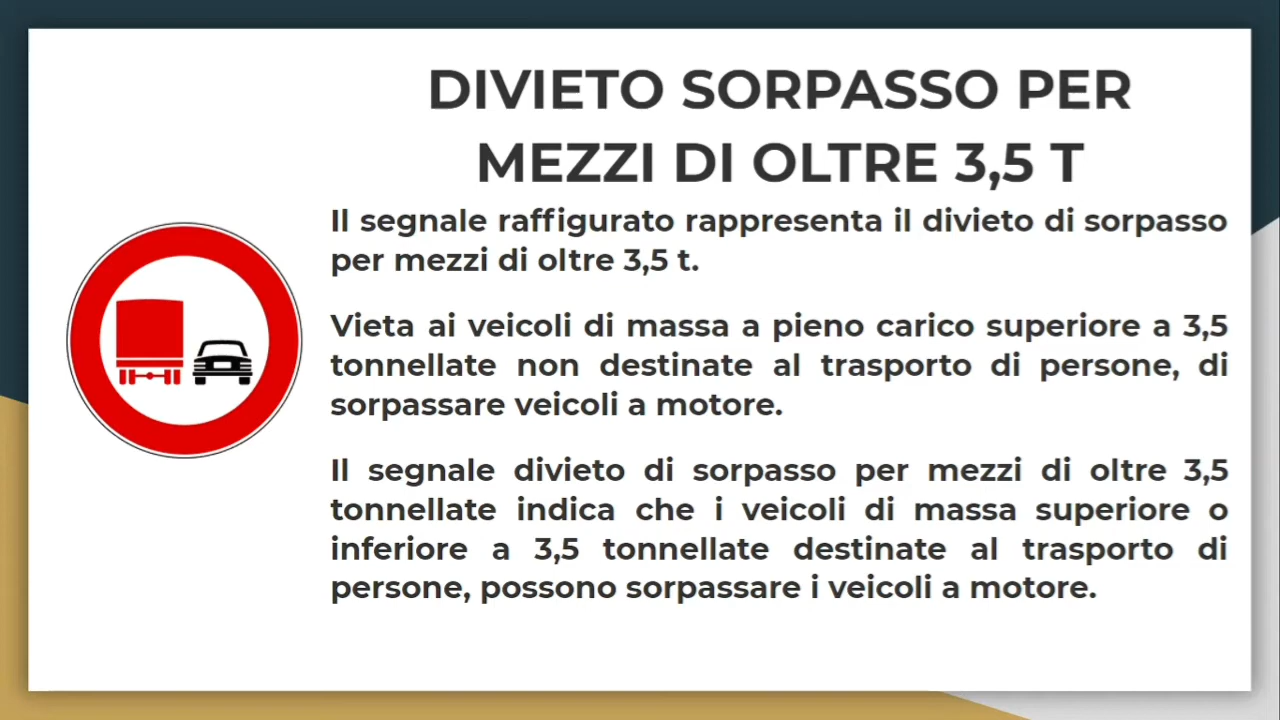 DIVIETO SORPASSO PER
MEZZI DI OLTRE 3,5 T
Il segnale raffigurato rappresenta il divieto di sorpasso
per mezzi di oltre 3,5 t.
Vieta ai veicoli di massa a pieno carico superiore a 3,5
tonnellate non destinate al trasporto di persone, di
sorpassare veicoli a motore.
Il segnale divieto di sorpasso per mezzi di oltre 3,5
tonnellate indica che i veicoli di massa superiore o
inferiore a 3,5 tonnellate destinate al trasporto di
persone, possono sorpassare i veicoli a motore.